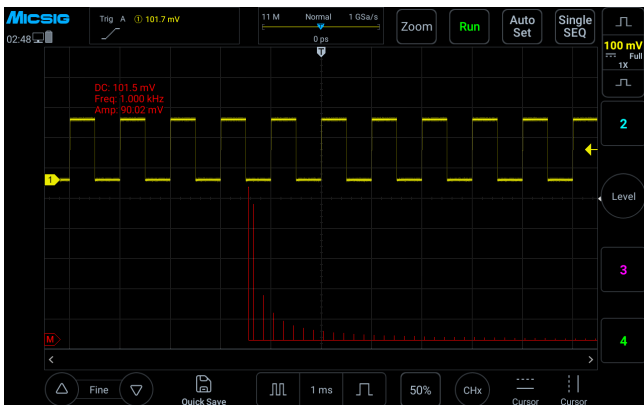 Micsig
Trig A ① 101.7 mV
11 M Normal 1 GSa/s
T
0 ps
Zoom
Run
Auto
Set
Single
SEQ
02:48
100 mV
Full
1X
T
DC: 101.5 mV
Freq: 1.000 kHz
Amp: 90.02 mV
2
1
Level
3
M
4
< >
Fine
Quick Save
1 ms
50%
CHx
Cursor
Cursor